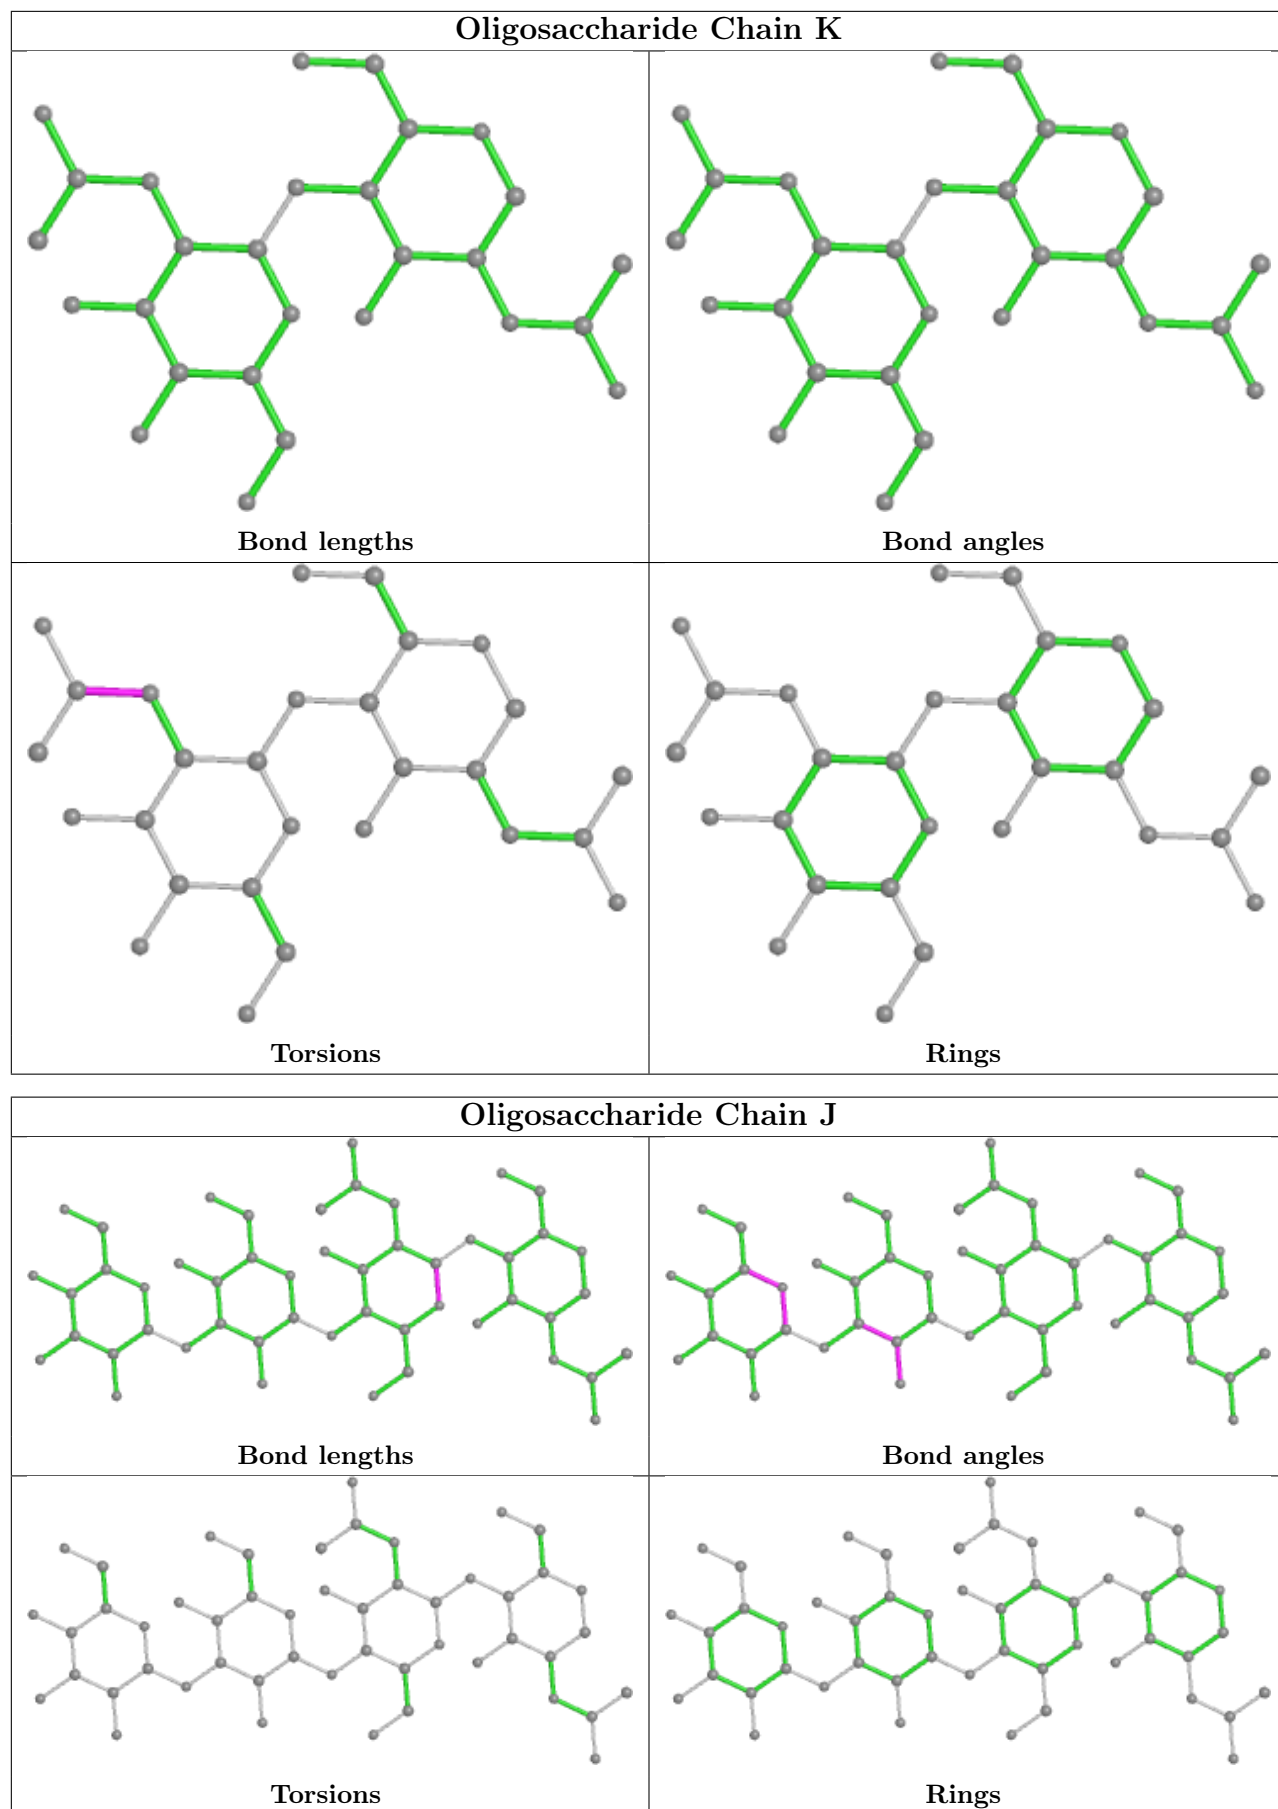 Oligosaccharide Chain K
Bond lengths
Bond angles
Torsions
Rings
Oligosaccharide Chain J
Bond lengths
Bond angles
Torsions
Rings